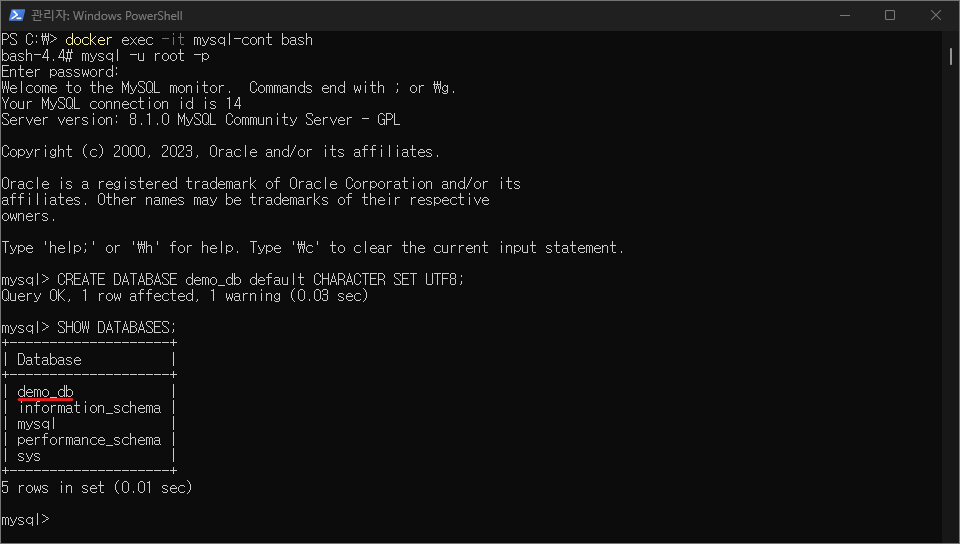 관리자: Windows PowerShell
PS C:\> docker exec -it mysql-cont bash
bash-4.4# mysql -u root -p
Enter password:
Welcome to the MySQL monitor.  Commands end with ; or ₩g.
Your MySQL connection id is 14
Server version: 8.1.0 MySQL Community Server - GPL
Copyright (c) 2000, 2023, Oracle and/or its affiliates.
Oracle is a registered trademark of Oracle Corporation and/or its
affiliates. Other names may be trademarks of their respective
owners.
Type 'help;' or '₩h' for help. Type '₩c' to clear the current input statement.
mysql> CREATE DATABASE demo_db default CHARACTER SET UTF8;
Query OK, 1 row affected, 1 warning (0.03 sec)
mysql> SHOW DATABASES;
+--------------------+
| Database           |
+--------------------+
| demo_db            |
| information_schema |
| mysql              |
| performance_schema |
| sys                |
+--------------------+
5 rows in set (0.01 sec)
mysql>